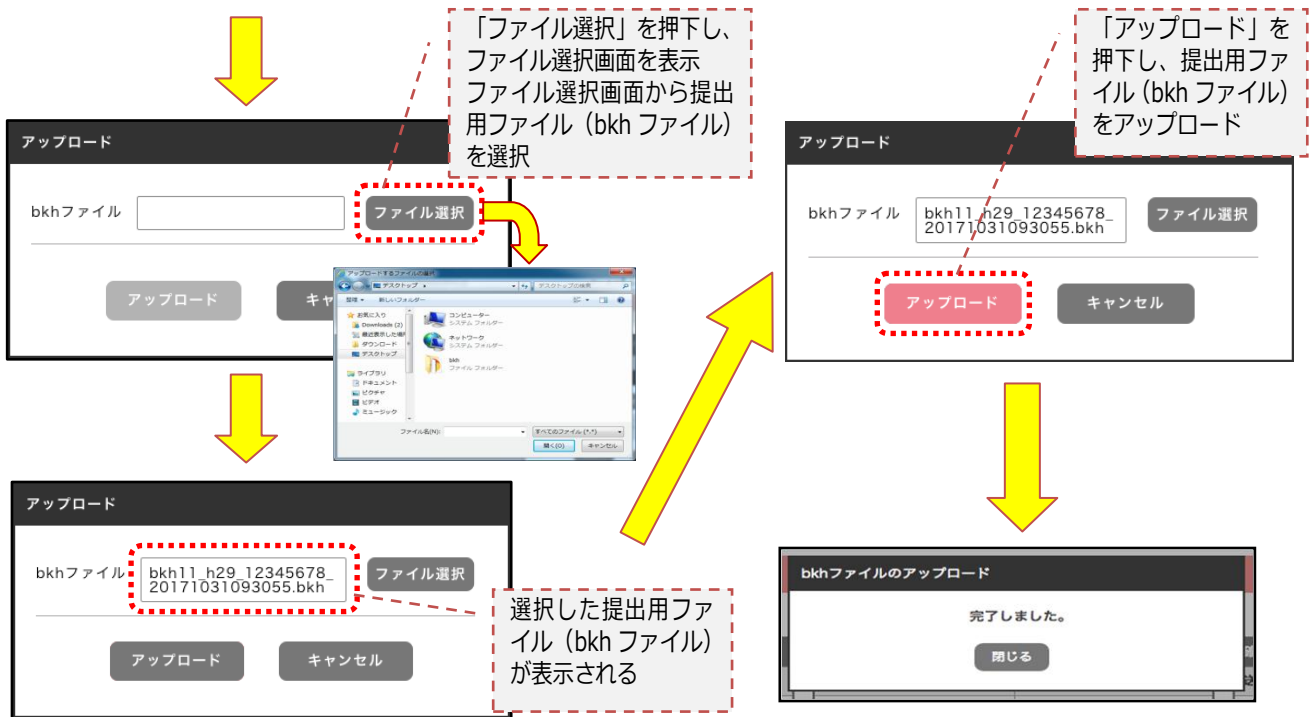 「ファイル選択」を押下し、
ファイル選択画面を表示
ファイル選択画面から提出
用ファイル（bkh ファイル）
を選択
アップロード
bkhファイル
ファイル選択
アップロード
キャ
アップロードするファイルの選択
デスクトップ
デスクトップの検索
整理
新しいフォルダー
お気に入り
Downloads (2)
最近表示した場所
ダウンロード
デスクトップ
ライブラリ
ドキュメント
ピクチャ
ビデオ
ミュージック
コンピューター
システム フォルダー
ネットワーク
システム フォルダー
bkh
ファイル フォルダー
ファイル名(N):
すべてのファイル (*.*)
開く(O)
キャンセル
アップロード
bkhファイル
bkh11_h29_12345678_
20171031093055.bkh
ファイル選択
アップロード
キャンセル
選択した提出用ファ
イル（bkh ファイル）
が表示される
「アップロード」を
押下し、提出用ファ
イル（bkh ファイル）
をアップロード
アップロード
bkhファイル
bkh11_h29_12345678_
20171031093055.bkh
ファイル選択
アップロード
キャンセル
bkhファイルのアップロード
完了しました。
閉じる